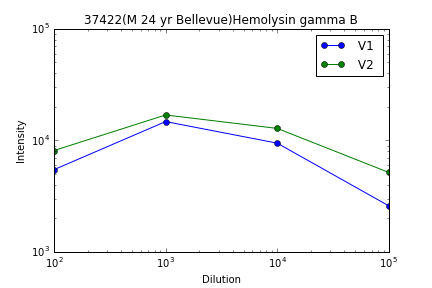 37422(M 24 yr Bellevue)Hemolysin gamma B
10^5
V1
V2
Intensity
10^4
10^3
10^2 10^3 10^4 10^5
Dilution